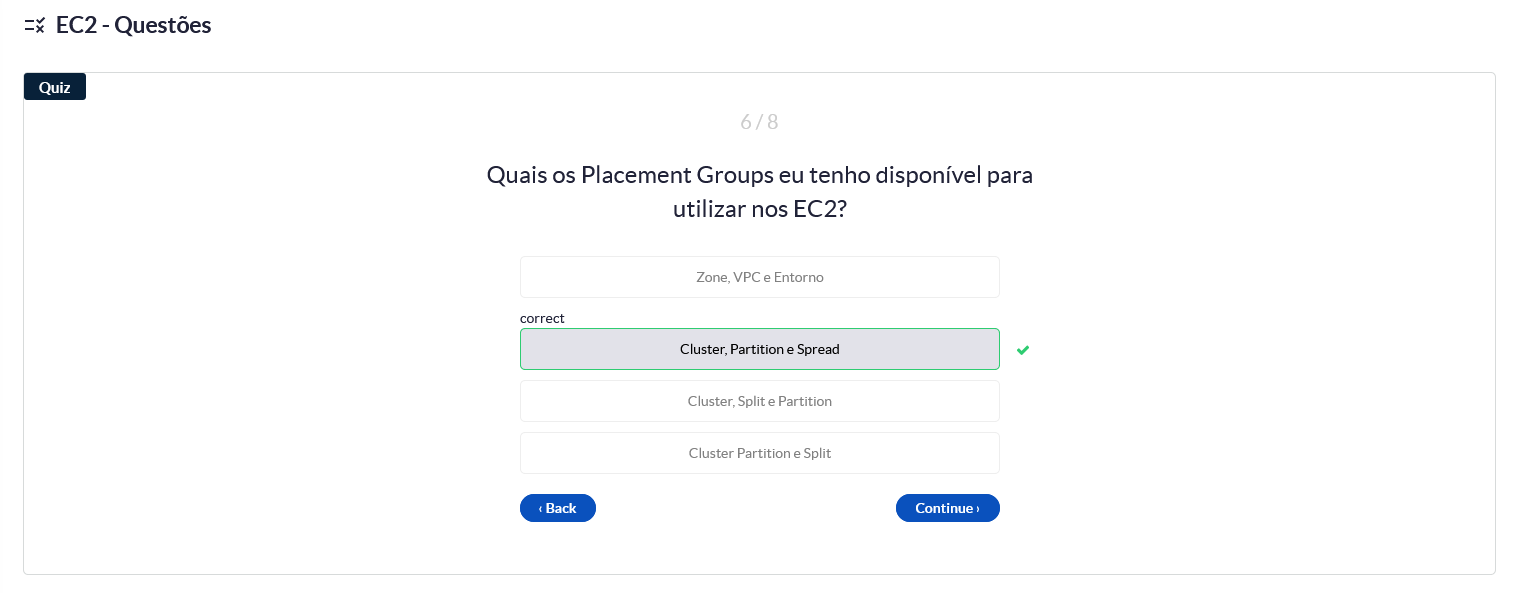 EC2 - Questões
Quiz
6 / 8
Quais os Placement Groups eu tenho disponível para
utilizar nos EC2?
Zone, VPC e Entorno
correct
Cluster, Partition e Spread
Cluster, Split e Partition
Cluster Partition e Split
‹ Back
Continue ›